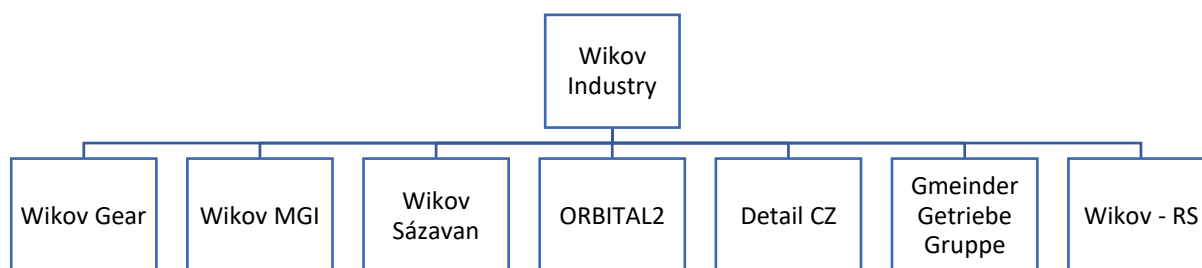 Wikov
Industry
Wikov Gear
Wikov MGI
Wikov
Sázavan
ORBITAL2
Detail CZ
Gmeinder
Getriebe
Gruppe
Wikov - RS